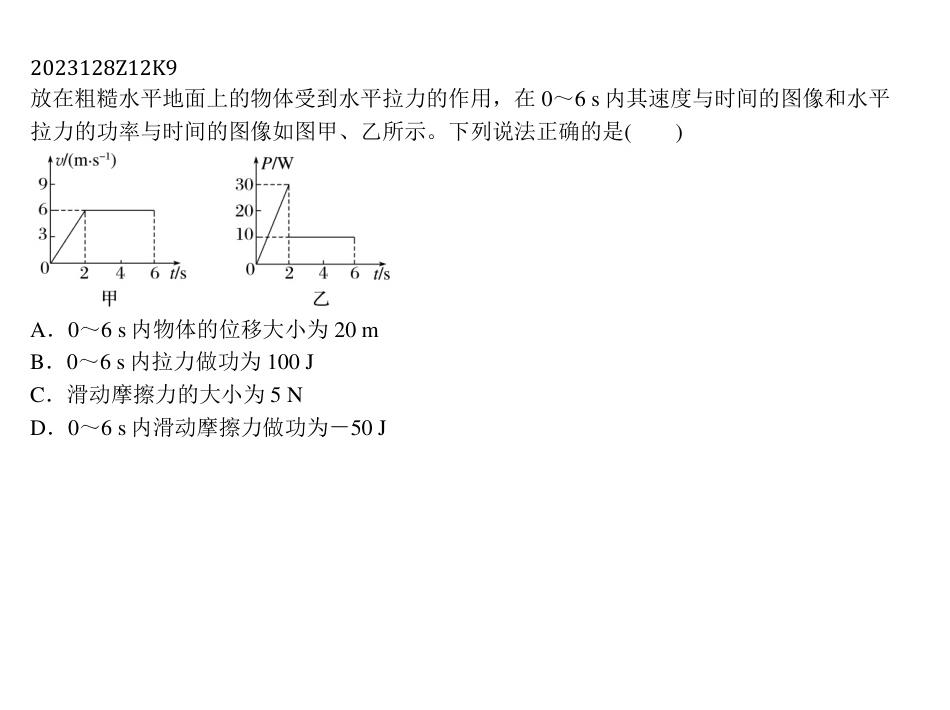 2023128Z12K9
放在粗糙水平地面上的物体受到水平拉力的作用，在 0～6 s 内其速度与时间的图像和水平
拉力的功率与时间的图像如图甲、乙所示。下列说法正确的是(　　)
v/(m·s⁻¹)
9
6
3
0
2
4
6
t/s
甲
P/W
30
20
10
0
2
4
6
t/s
乙
A．0～6 s 内物体的位移大小为 20 m
B．0～6 s 内拉力做功为 100 J
C．滑动摩擦力的大小为 5 N
D．0～6 s 内滑动摩擦力做功为－50 J